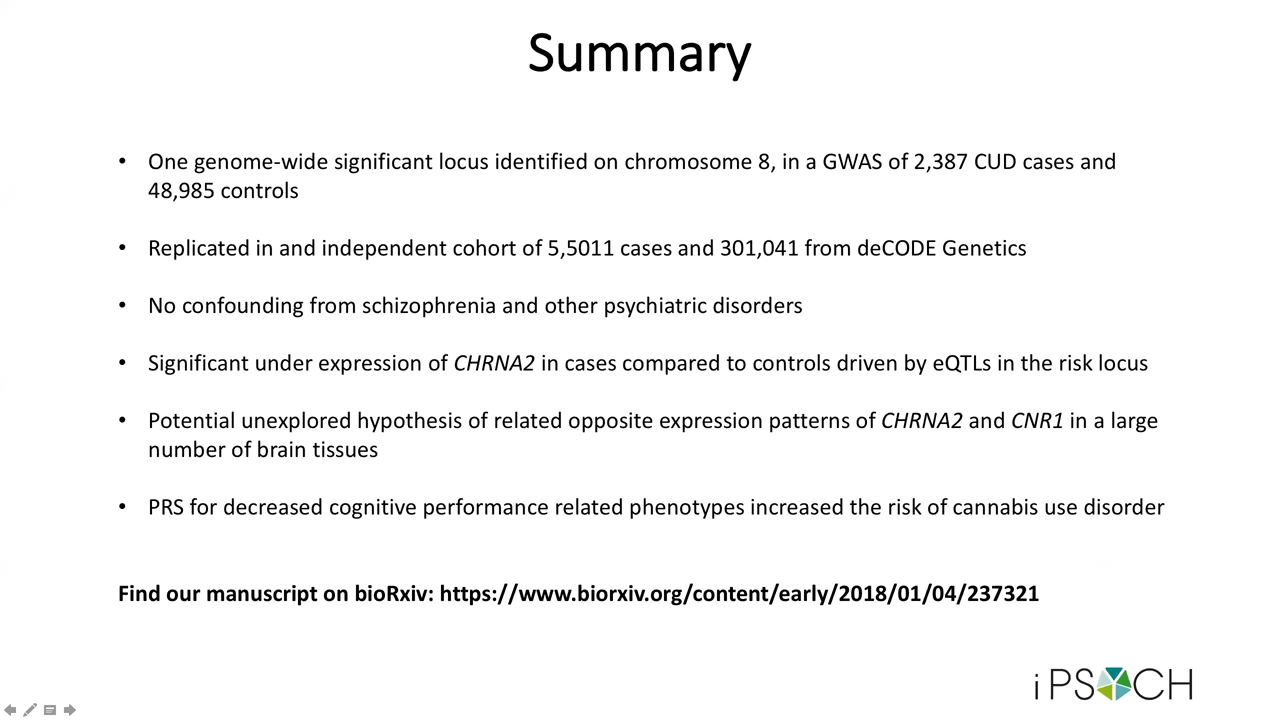 Summary
• One genome-wide significant locus identified on chromosome 8, in a GWAS of 2,387 CUD cases and
48,985 controls
• Replicated in and independent cohort of 5,5011 cases and 301,041 from deCODE Genetics
• No confounding from schizophrenia and other psychiatric disorders
• Significant under expression of CHRNA2 in cases compared to controls driven by eQTLs in the risk locus
• Potential unexplored hypothesis of related opposite expression patterns of CHRNA2 and CNR1 in a large
number of brain tissues
• PRS for decreased cognitive performance related phenotypes increased the risk of cannabis use disorder
Find our manuscript on bioRxiv: https://www.biorxiv.org/content/early/2018/01/04/237321
iPSYCH